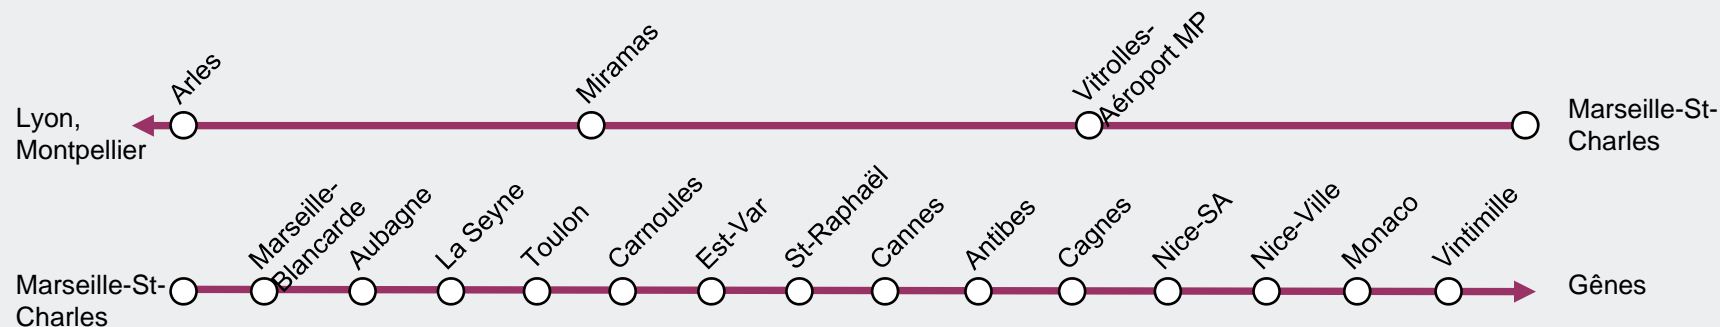 Lyon,
Montpellier
Arles
Miramas
Vitrolles-
Aéroport MP
Marseille-St-
Charles
Marseille-St-
Charles
Marseille-
Blancarde
Aubagne
La Seyne
Toulon
Carnoules
Est-Var
St-Raphaël
Cannes
Antibes
Cagnes
Nice-SA
Nice-Ville
Monaco
Vintimille
Gênes